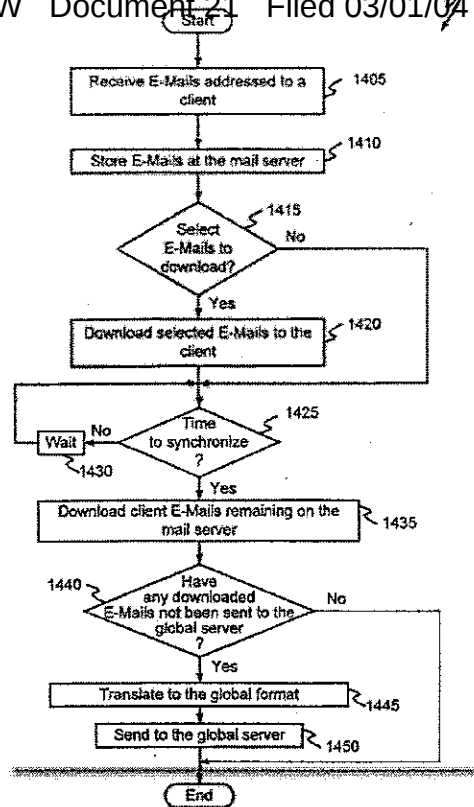 W Document 21 Filed 03/01/04
Start
Receive E-Mails addressed to a
client
1405
Store E-Mails at the mail server
1410
Select
E-Mails to
download?
1415
No
Yes
Download selected E-Mails to the
client
1420
Time
to synchronize
?
1425
No
Wait
1430
Yes
Download client E-Mails remaining on the
mail server
1435
1440
Have
any downloaded
E-Mails not been sent to the
global server
?
No
Yes
Translate to the global format
1445
Send to the global server
1450
End